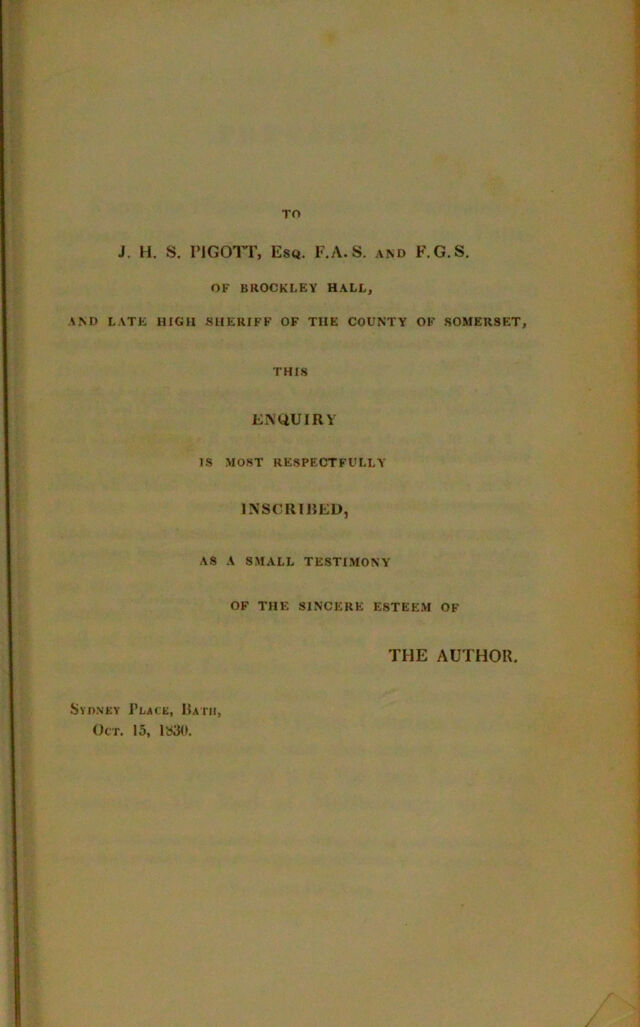 TO
J. H. S. PIGOTT, Esq. F.A.S. AND F.G.S.
OF BROCKLEY HALL,
AND LATE HIGH SHERIFF OF THE COUNTY OF SOMERSET,
THIS
ENQUIRY
IS MOST RESPECTFULLY
INSCRIBED,
AS A SMALL TESTIMONY
OF THE SINCERE ESTEEM OF
THE AUTHOR.
SYDNEY PLACE, BATH,
OCT. 15, 1830.